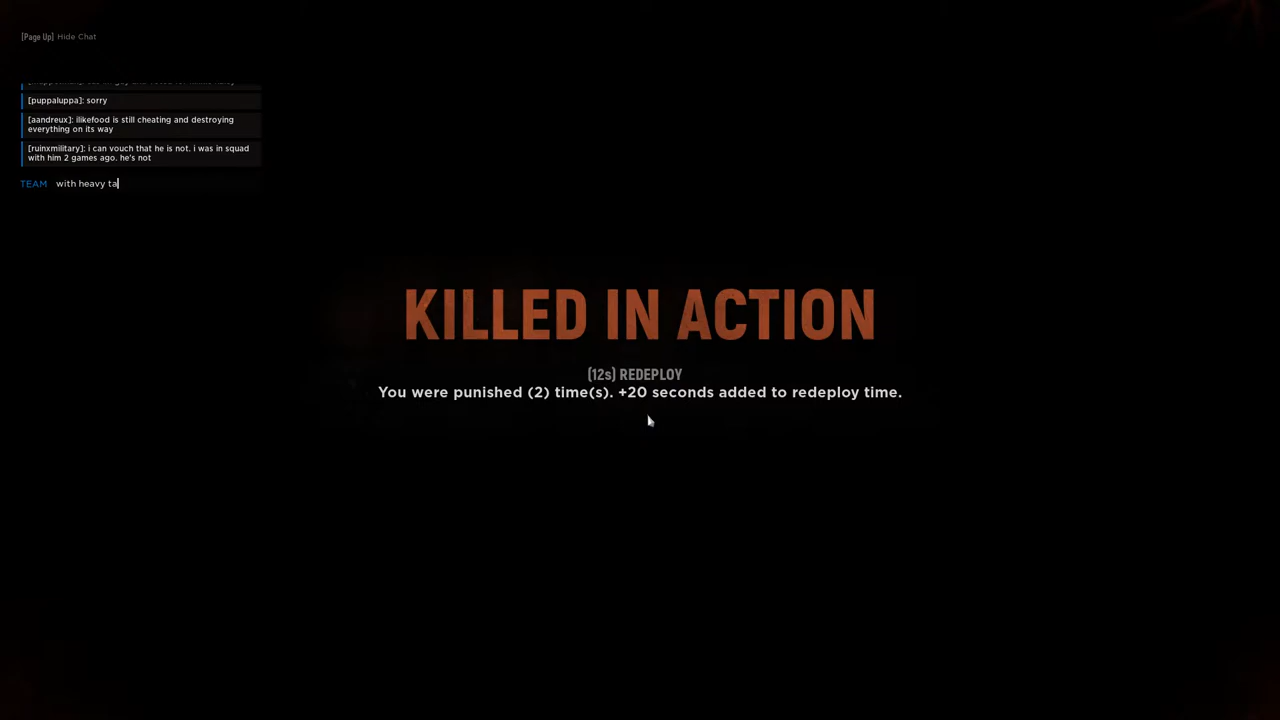 [Page Up] Hide Chat
[puppaluppa]: sorry
[aandreux]: ilikefood is still cheating and destroying
everything on its way
[ruinxmilitary]: i can vouch that he is not. i was in squad
with him 2 games ago. he's not
TEAM with heavy ta
KILLED IN ACTION
(12s) REDEPLOY
You were punished (2) time(s). +20 seconds added to redeploy time.